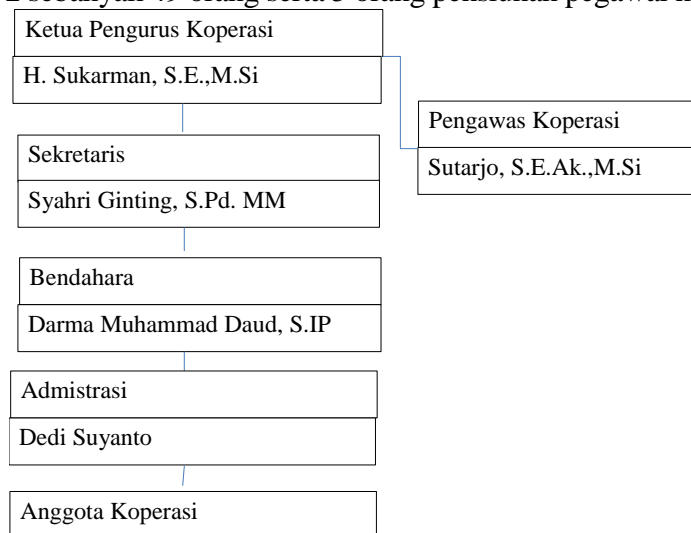 Ketua Pengurus Koperasi
H. Sukarman, S.E.,M.Si
Pengawas Koperasi
Sutarjo, S.E.Ak.,M.Si
Sekretaris
Syahri Ginting, S.Pd. MM
Bendahara
Darma Muhammad Daud, S.IP
Admistrasi
Dedi Suyanto
Anggota Koperasi